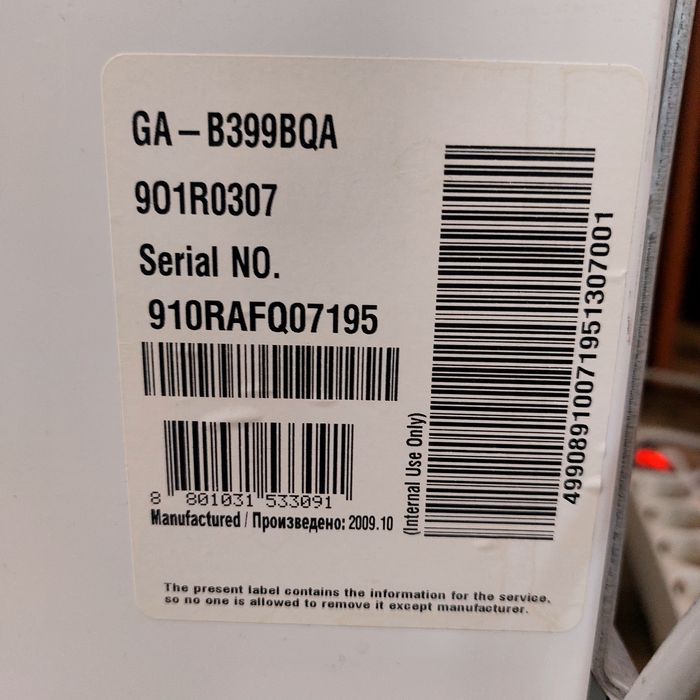 GA-B399BQA
901R0307
Serial NO.
910RAFQ07195
8 801031 533091
Manufactured / Произведено: 2009.10
(Internal Use Only)
49908910071951307001
The present label contains the information for the service,
so no one is allowed to remove it except manufacturer.